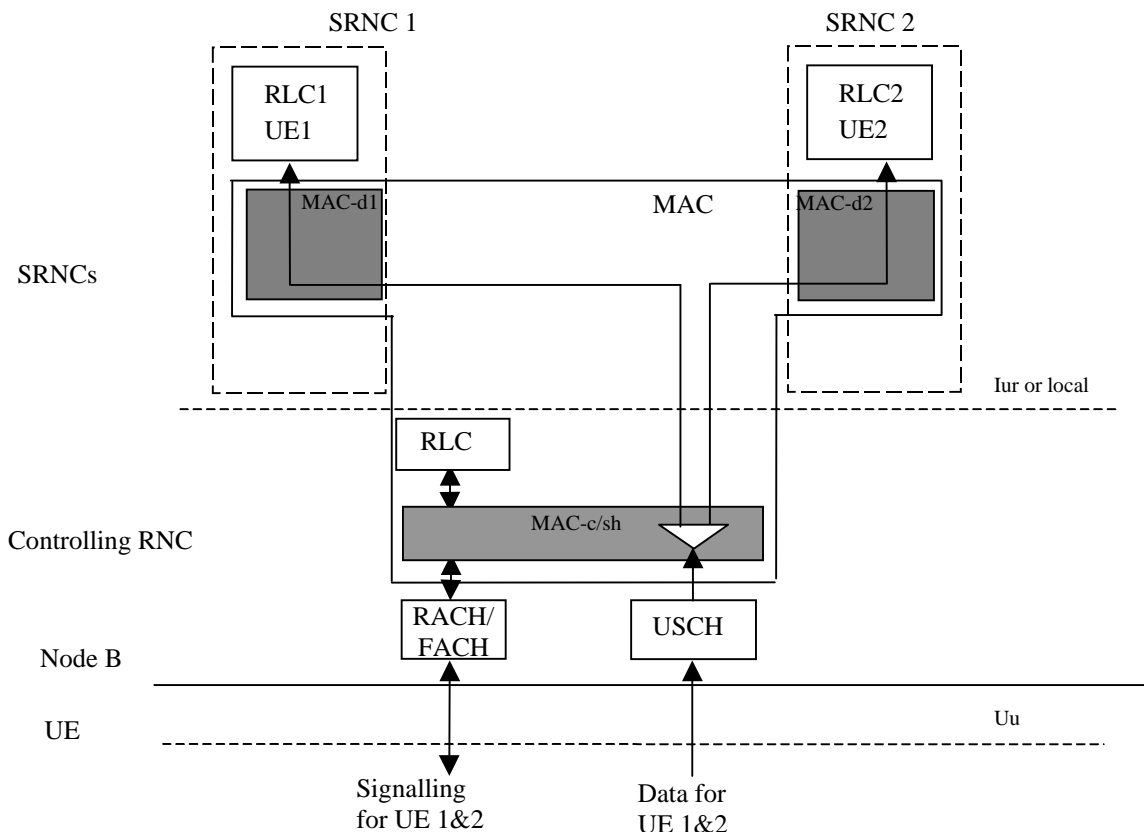 SRNC 1
SRNC 2
RLC1
UE1
RLC2
UE2
MAC-d1
MAC
MAC-d2
SRNCs
Iur or local
RLC
MAC-c/sh
Controlling RNC
RACH/
FACH
USCH
Node B
UE
Uu
Signalling
for UE 1&2
Data for
UE 1&2